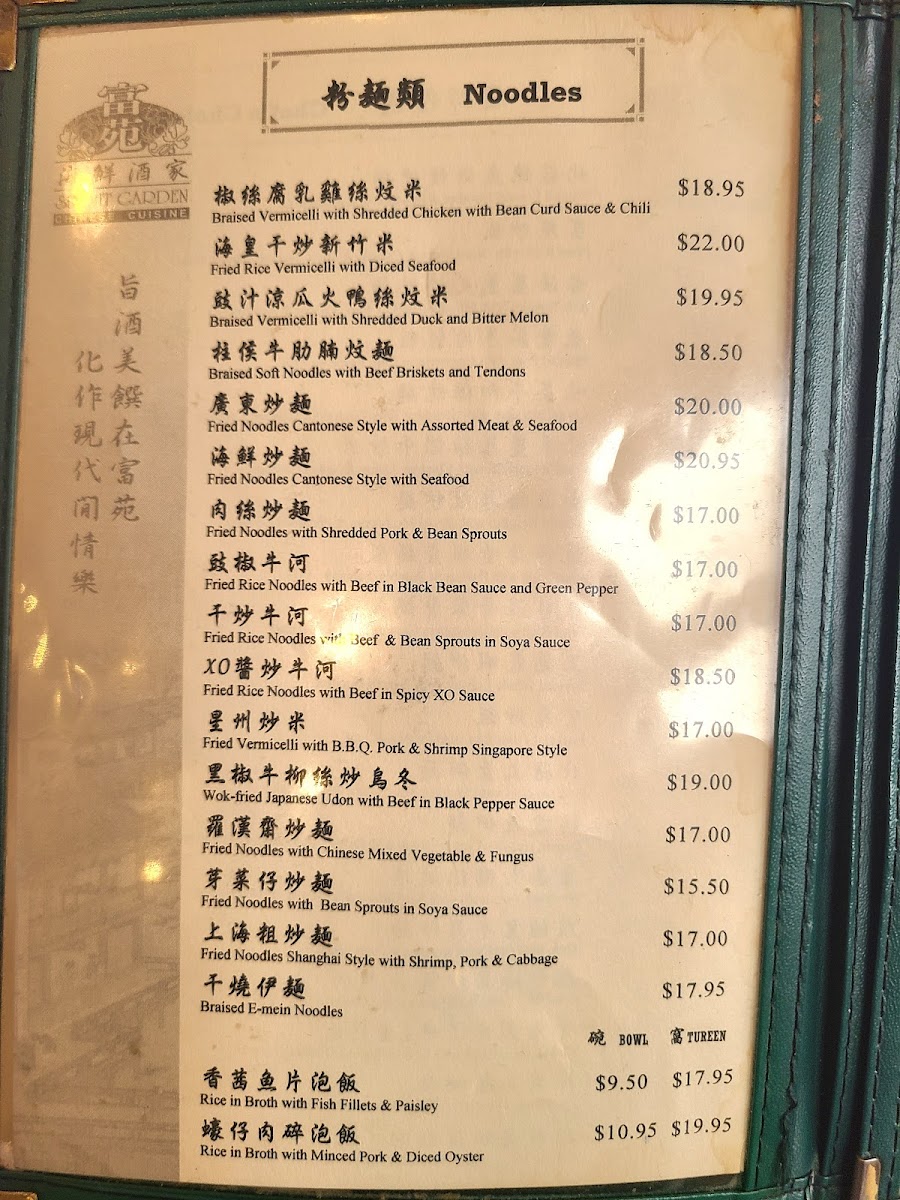 粉麵類 Noodles
富苑
鮮酒家
GARDEN
CUISINE
旨酒美饌在富苑
化作現代閒情樂
椒絲腐乳雞絲炆米 $18.95
Braised Vermicelli with Shredded Chicken with Bean Curd Sauce & Chili
海皇干炒新竹米 $22.00
Fried Rice Vermicelli with Diced Seafood
豉汁涼瓜火鴨絲炆米 $19.95
Braised Vermicelli with Shredded Duck and Bitter Melon
柱侯牛肋腩炆麵 $18.50
Braised Soft Noodles with Beef Briskets and Tendons
廣東炒麵 $20.00
Fried Noodles Cantonese Style with Assorted Meat & Seafood
海鮮炒麵 $20.95
Fried Noodles Cantonese Style with Seafood
肉絲炒麵 $17.00
Fried Noodles with Shredded Pork & Bean Sprouts
豉椒牛河 $17.00
Fried Rice Noodles with Beef in Black Bean Sauce and Green Pepper
干炒牛河 $17.00
Fried Rice Noodles with Beef & Bean Sprouts in Soya Sauce
XO醬炒牛河 $18.50
Fried Rice Noodles with Beef in Spicy XO Sauce
星州炒米 $17.00
Fried Vermicelli with B.B.Q. Pork & Shrimp Singapore Style
黑椒牛柳絲炒烏冬 $19.00
Wok-fried Japanese Udon with Beef in Black Pepper Sauce
羅漢齋炒麵 $17.00
Fried Noodles with Chinese Mixed Vegetable & Fungus
芽菜仔炒麵 $15.50
Fried Noodles with Bean Sprouts in Soya Sauce
上海粗炒麵 $17.00
Fried Noodles Shanghai Style with Shrimp, Pork & Cabbage
干燒伊麵 $17.95
Braised E-mein Noodles
碗 BOWL 窩 TUREEN
香茜魚片泡飯 $9.50 $17.95
Rice in Broth with Fish Fillets & Paisley
蠔仔肉碎泡飯 $10.95 $19.95
Rice in Broth with Minced Pork & Diced Oyster